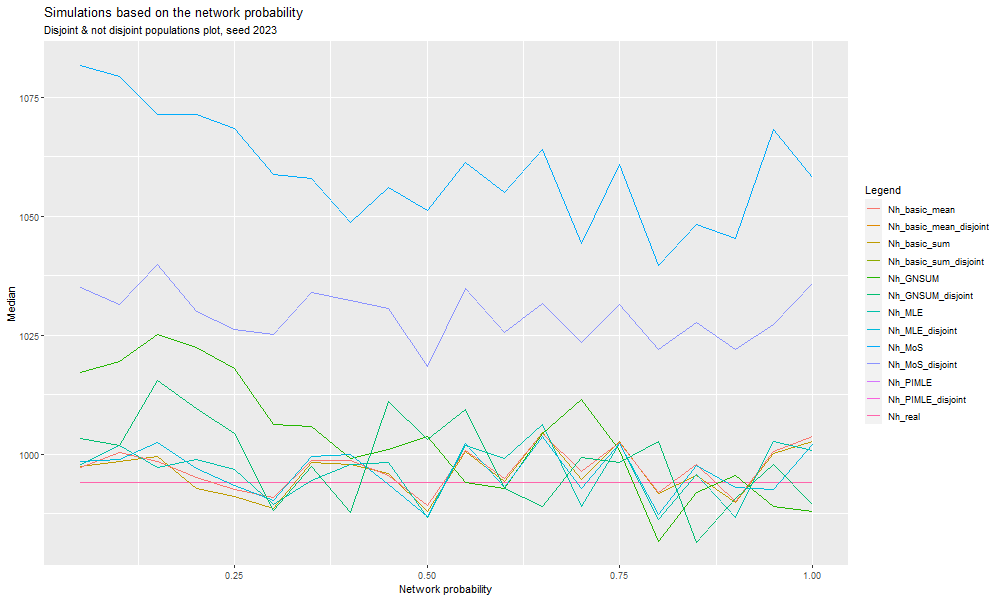 Simulations based on the network probability
Disjoint & not disjoint populations plot, seed 2023
1075
1050
1025
1000
Median
0.25
0.50
0.75
1.00
Network probability
Legend
Nh_basic_mean
Nh_basic_mean_disjoint
Nh_basic_sum
Nh_basic_sum_disjoint
Nh_GNSUM
Nh_GNSUM_disjoint
Nh_MLE
Nh_MLE_disjoint
Nh_MoS
Nh_MoS_disjoint
Nh_PIMLE
Nh_PIMLE_disjoint
Nh_real